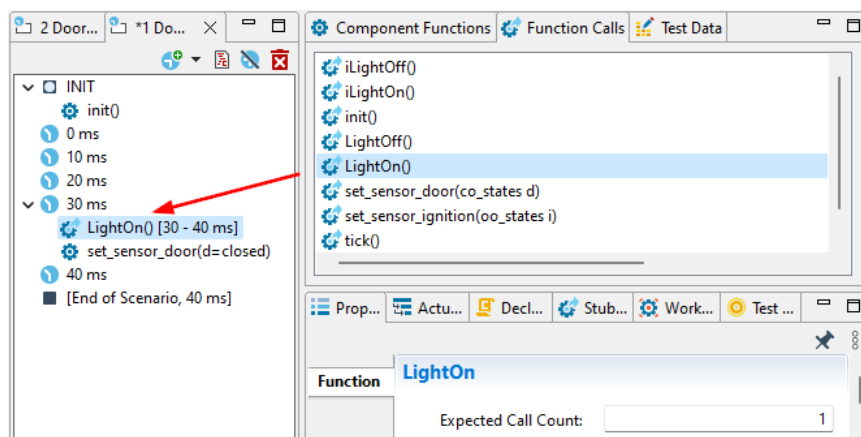 2 Door...
*1 Do...
INIT
init()
0 ms
10 ms
20 ms
30 ms
LightOn() [30 - 40 ms]
set_sensor_door(d=closed)
40 ms
[End of Scenario, 40 ms]
Component Functions
Function Calls
Test Data
iLightOff()
iLightOn()
init()
LightOff()
LightOn()
set_sensor_door(co_states d)
set_sensor_ignition(oo_states i)
tick()
Prop...
Actu...
Decl...
Stub...
Work...
Test ...
Function
LightOn
Expected Call Count: 1